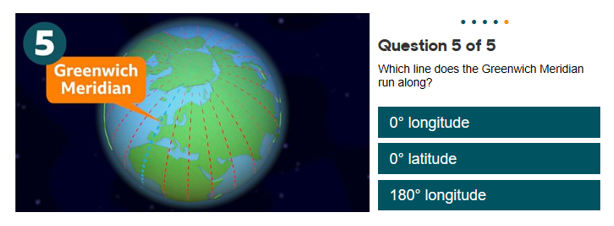 5
Greenwich
Meridian
Question 5 of 5
Which line does the Greenwich Meridian
run along?
0° longitude
0° latitude
180° longitude